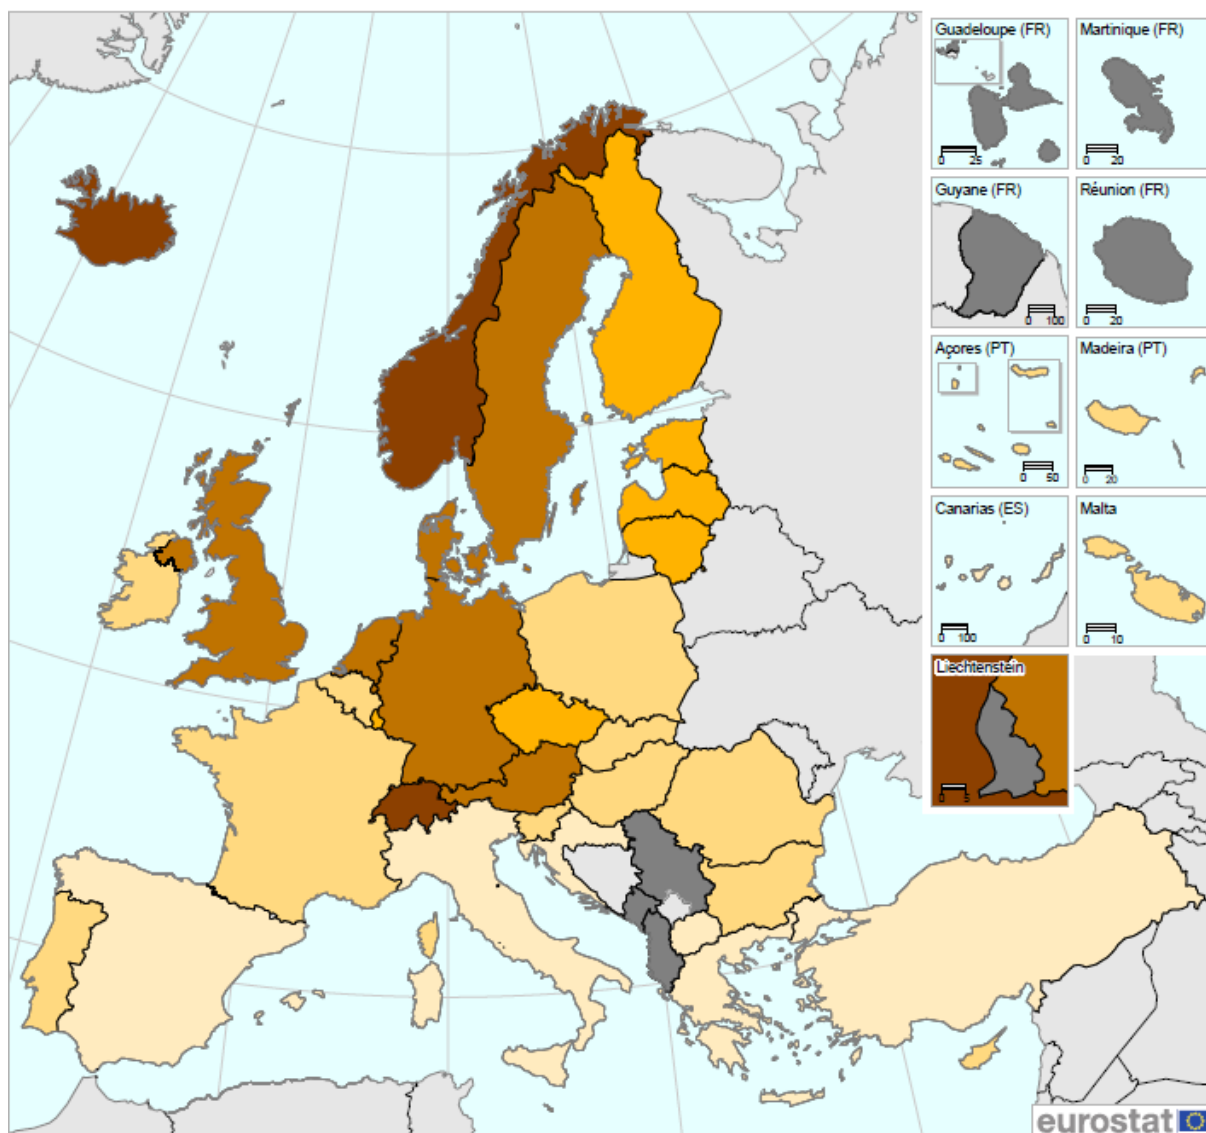 Guadeloupe (FR)
Martinique (FR)
0 25
0 20
Guyane (FR)
Réunion (FR)
0 100
0 20
Açores (PT)
Madeira (PT)
0 50
0 20
Canarias (ES)
Malta
0 100
0 10
Liechtenstein
0 5
eurostat